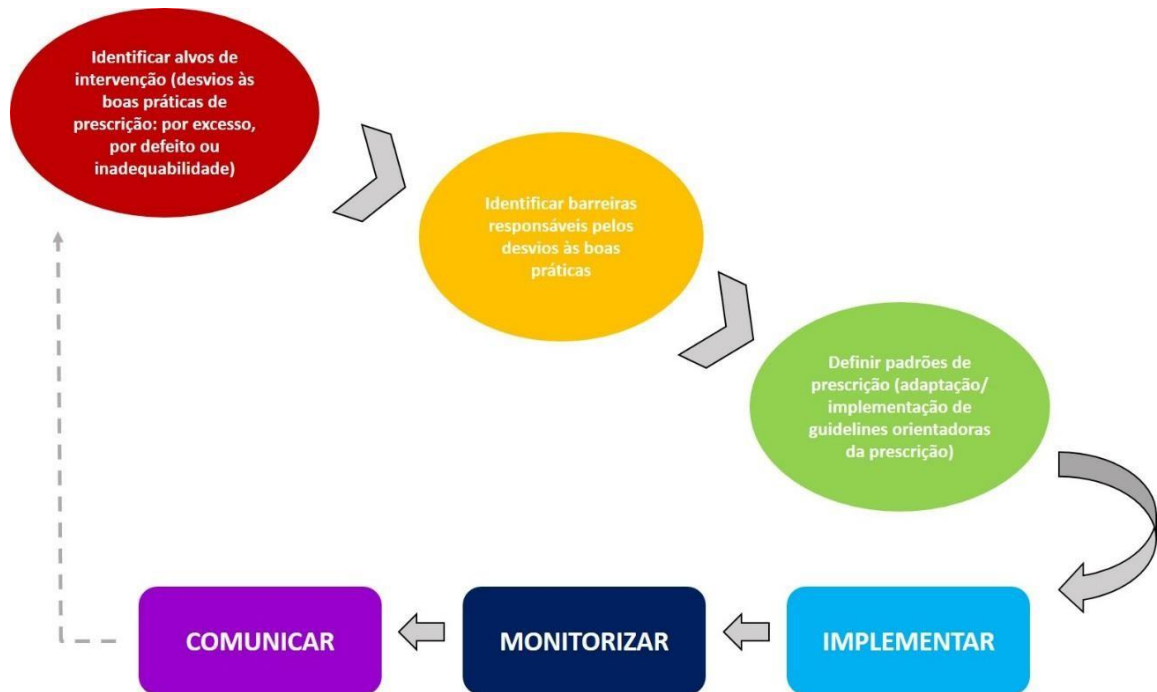 Identificar alvos de
intervenção (desvios às
boas práticas de
prescrição: por excesso,
por defeito ou
inadequabilidade)
Identificar barreiras
responsáveis pelos
desvios às boas
práticas
Definir padrões de
prescrição (adaptação/
implementação de
guidelines orientadoras
da prescrição)
IMPLEMENTAR
MONITORIZAR
COMUNICAR